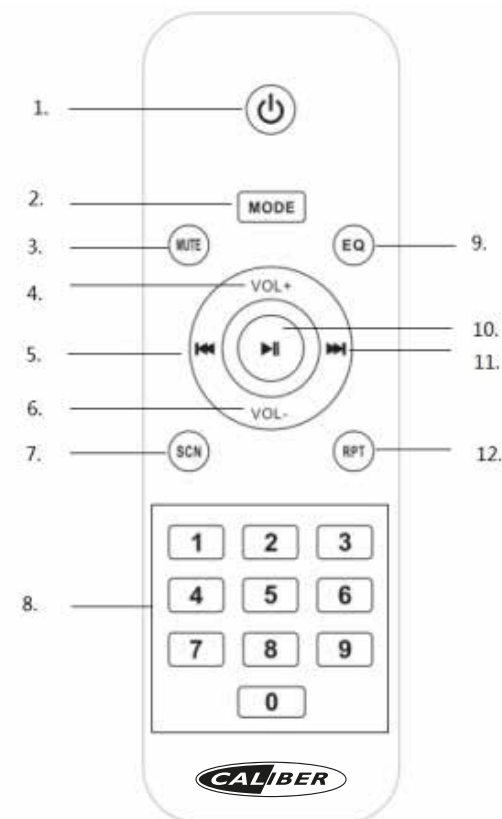 1.
2. MODE
3. MUTE EQ 9.
4. VOL+
10.
5. 11.
6. VOL-
7. SCN RPT 12.
1 2 3
8. 4 5 6
7 8 9
0
CALIBER